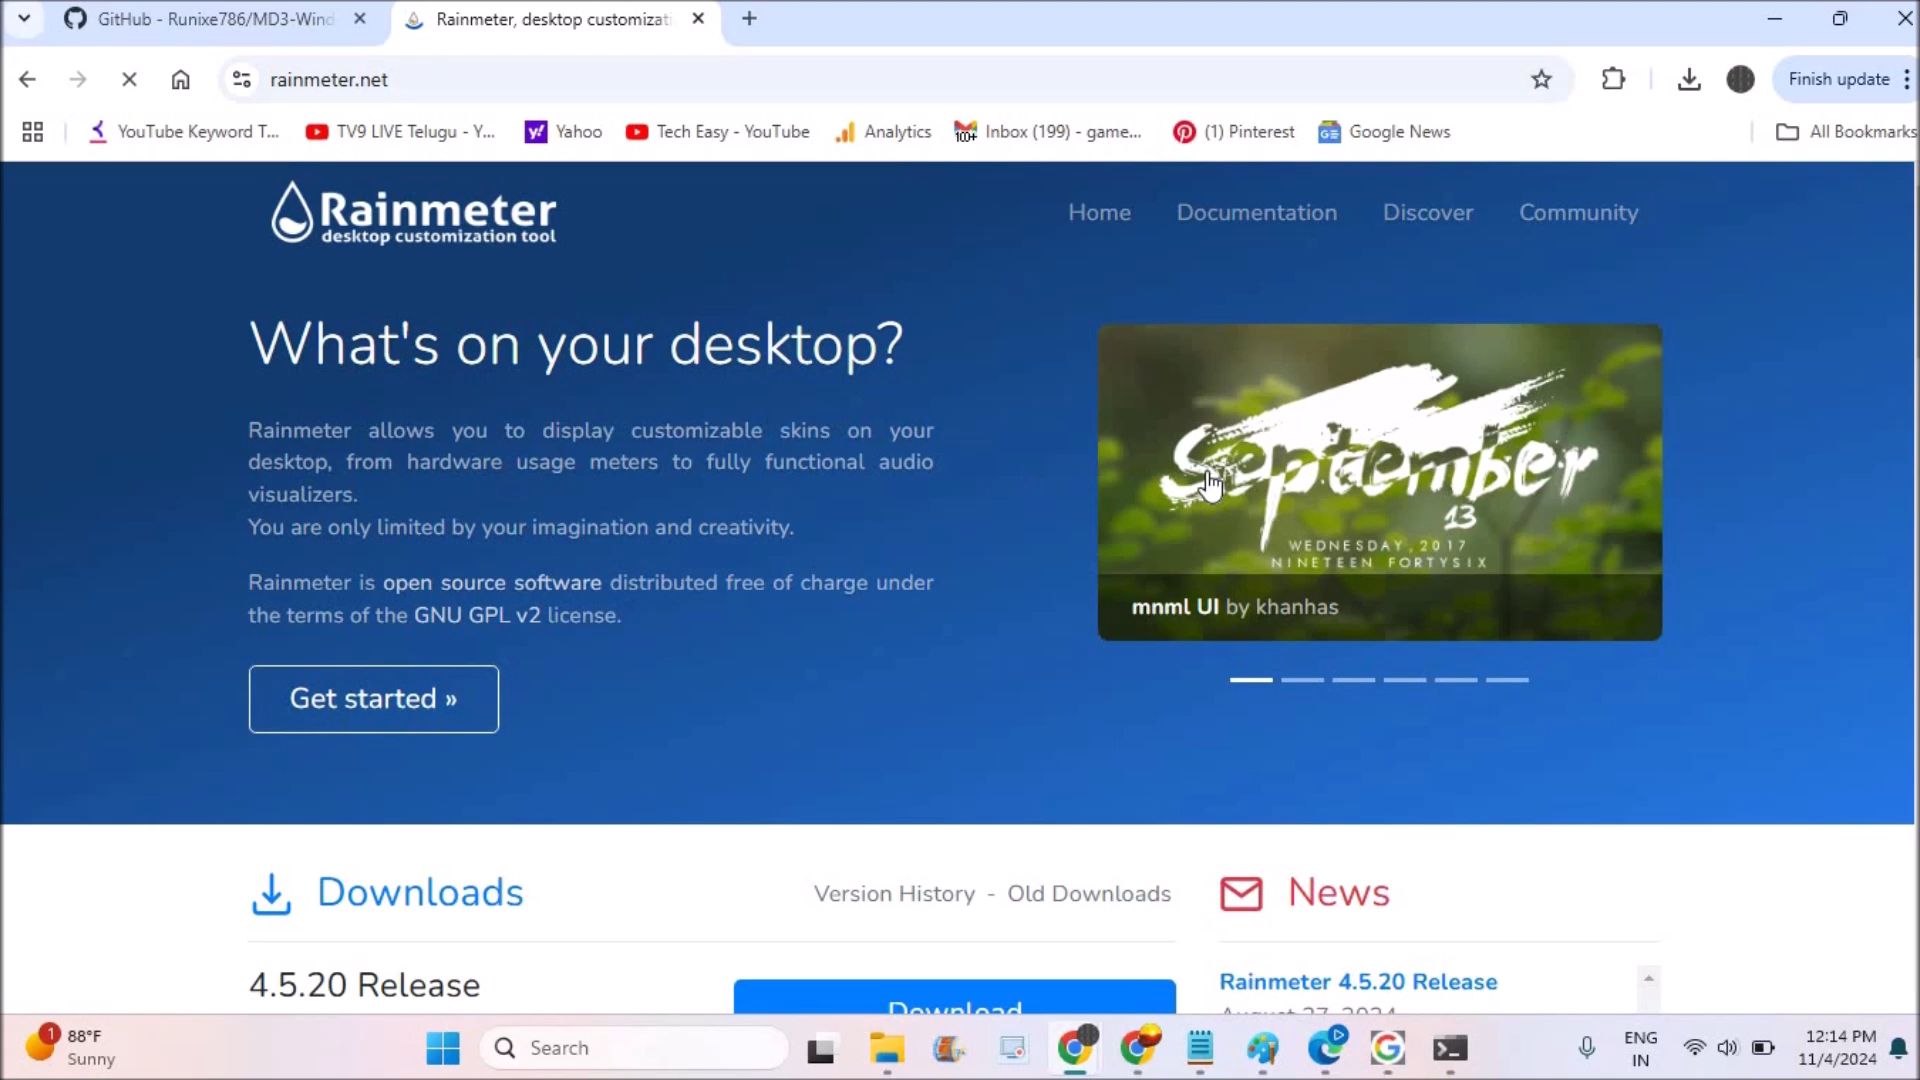 GitHub - Runixe786/MD3-Wind
Rainmeter, desktop customizati
rainmeter.net
Finish update
YouTube Keyword T...
TV9 LIVE Telugu - Y...
Yahoo
Tech Easy - YouTube
Analytics
100+
Inbox (199) - game...
(1) Pinterest
Google News
All Bookmarks
Rainmeter
desktop customization tool
Home
Documentation
Discover
Community
What's on your desktop?
Rainmeter allows you to display customizable skins on your
desktop, from hardware usage meters to fully functional audio
visualizers.
You are only limited by your imagination and creativity.
Rainmeter is open source software distributed free of charge under
the terms of the GNU GPL v2 license.
Get started »
September
13
WEDNESDAY, 2017
NINETEEN FORTYSIX
mnml UI by khanhas
Downloads
Version History - Old Downloads
News
4.5.20 Release
Download
Rainmeter 4.5.20 Release
August 27, 2024
1
88°F
Sunny
Search
ENG
IN
12:14 PM
11/4/2024